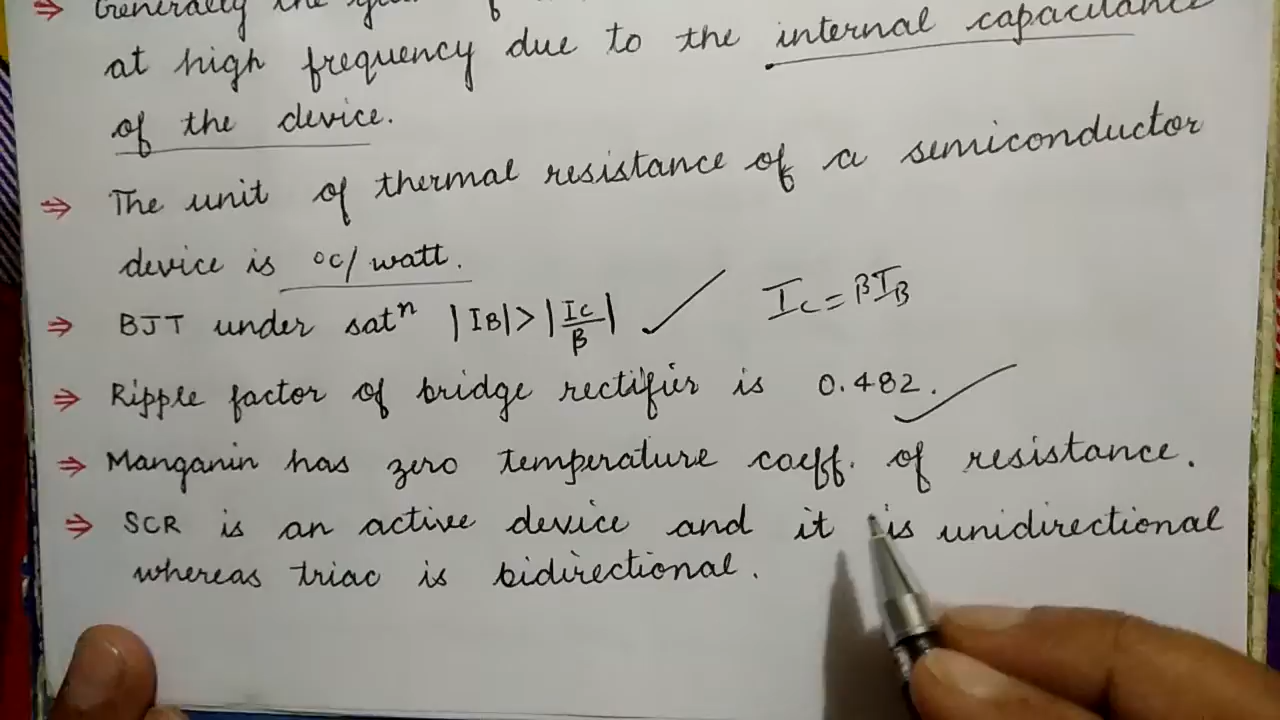 ⇒ Generally the
at high frequency due to the internal capacitance
of the device.
⇒ The unit of thermal resistance of a semiconductor
device is °C/watt.
⇒ BJT under satⁿ |IB| > |IC/β| ✓ IC = βIB
⇒ Ripple factor of bridge rectifier is 0.482. ✓
⇒ Manganin has zero temperature coeff. of resistance.
⇒ SCR is an active device and it is unidirectional
whereas triac is bidirectional.